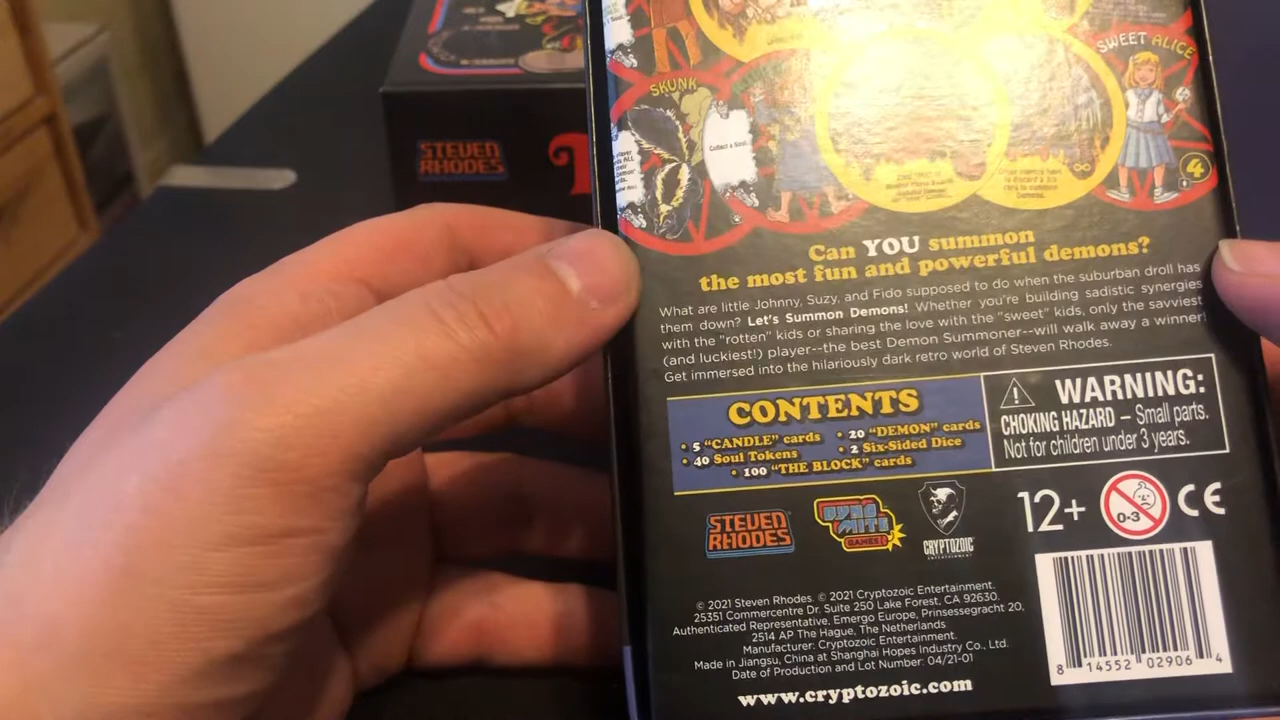 STEVEN
RHODES
SKUNK
SWEET ALICE
Collect a Soul.
4
Can YOU summon
the most fun and powerful demons?
What are little Johnny, Suzy, and Fido supposed to do when the suburban droll has
them down? Let's Summon Demons! Whether you're building sadistic synergies
with the "rotten" kids or sharing the love with the "sweet" kids, only the savviest
(and luckiest!) player--the best Demon Summoner--will walk away a winner!
Get immersed into the hilariously dark retro world of Steven Rhodes.
CONTENTS
• 5 "CANDLE" cards • 20 "DEMON" cards
• 40 Soul Tokens • 2 Six-Sided Dice
• 100 "THE BLOCK" cards
WARNING:
CHOKING HAZARD – Small parts.
Not for children under 3 years.
STEVEN
RHODES
DYNO
MITE
GAMES
CRYPTOZOIC
ENTERTAINMENT
12+
0-3
CE
© 2021 Steven Rhodes. © 2021 Cryptozoic Entertainment.
25351 Commercentre Dr. Suite 250 Lake Forest, CA 92630.
Authorized Representative, Emergo Europe, Prinsessegracht 20,
2514 AP The Hague, The Netherlands
Manufacturer: Cryptozoic Entertainment.
Made in Jiangsu, China at Shanghai Hopes Industry Co., Ltd.
Date of Production and Lot Number: 04/21-01
www.cryptozoic.com
8 14552 02906 4